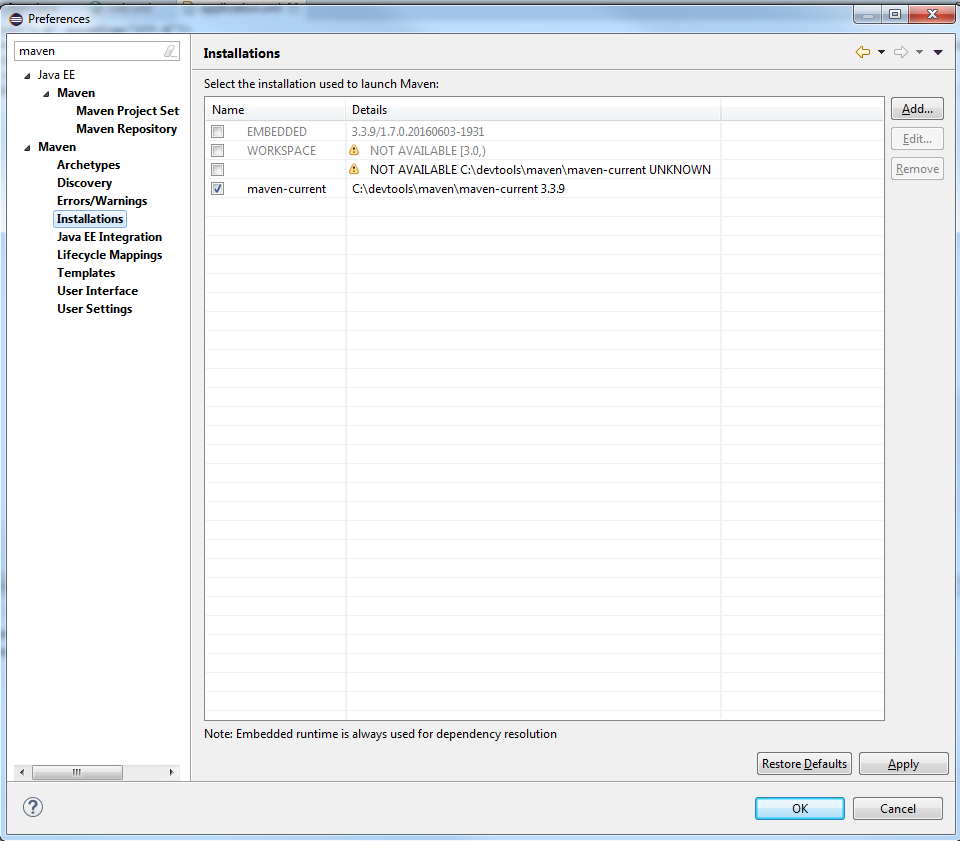 Preferences
maven
Installations
Java EE
Maven
Maven Project Set
Maven Repository
Maven
Archetypes
Discovery
Errors/Warnings
Installations
Java EE Integration
Lifecycle Mappings
Templates
User Interface
User Settings
Select the installation used to launch Maven:
Name Details
EMBEDDED 3.3.9/1.7.0.20160603-1931
WORKSPACE NOT AVAILABLE [3.0,)
NOT AVAILABLE C:\devtools\maven\maven-current UNKNOWN
maven-current C:\devtools\maven\maven-current 3.3.9
Add...
Edit...
Remove
Note: Embedded runtime is always used for dependency resolution
Restore Defaults Apply
OK Cancel